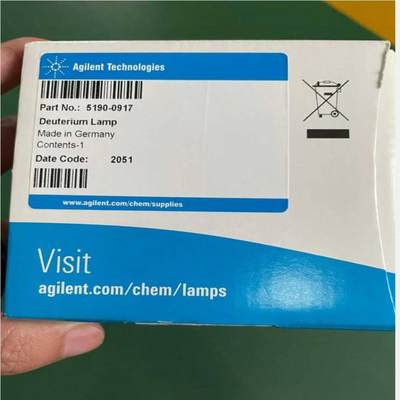 Agilent Technologies
Part No.: 5190-0917
Deuterium Lamp
Made in Germany
Contents-1
Date Code: 2051
www.agilent.com/chem/supplies
Visit
agilent.com/chem/lamps